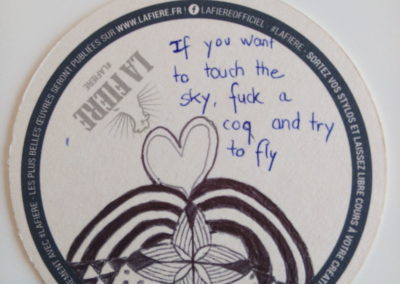 GEMENT AVEC #LAFIERE - LES PLUS BELLES ŒUVRES SERONT PUBLIÉES SUR WWW.LAFIERE.FR ! LAFIEREOFFICIEL #LAFIERE - SORTEZ VOS STYLOS ET LAISSEZ LIBRE COURS À VOTRE CRÉAT
LA FIERE
#LAFIERE
If you want
to touch the
sky, fuck a
coq and try
to fly